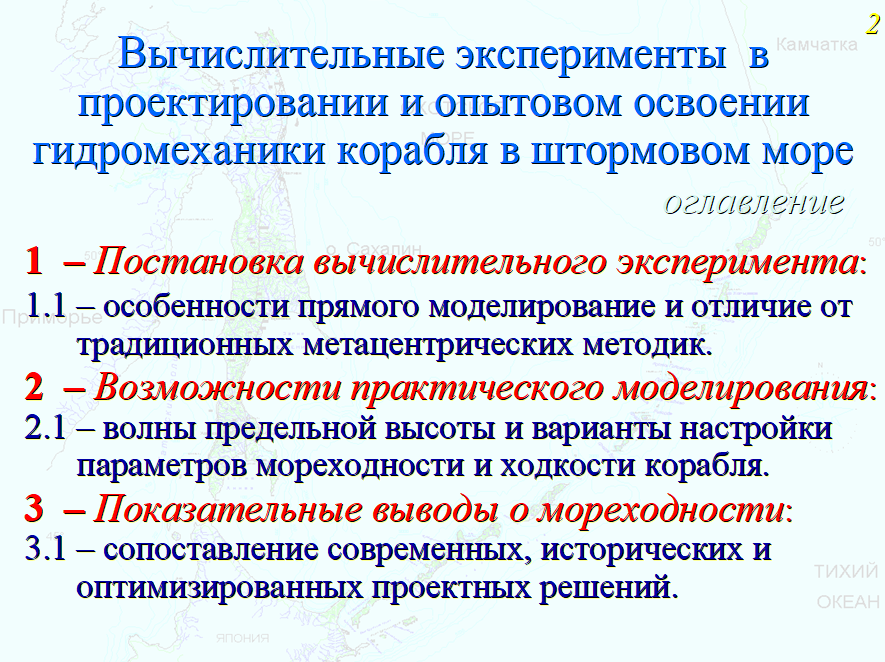 2
Камчатка
Вычислительные эксперименты в
проектировании и опытовом освоении
МОРЕ
гидромеханики корабля в штормовом море
оглавление
о. Сахалин
1 – Постановка вычислительного эксперимента:
1.1 – особенности прямого моделирование и отличие от
Приморье
традиционных метацентрических методик.
2 – Возможности практического моделирования:
2.1 – волны предельной высоты и варианты настройки
параметров мореходности и ходкости корабля.
3 – Показательные выводы о мореходности:
3.1 – сопоставление современных, исторических и
ТИХИЙ
оптимизированных проектных решений.
ОКЕАН
ЯПОНИЯ